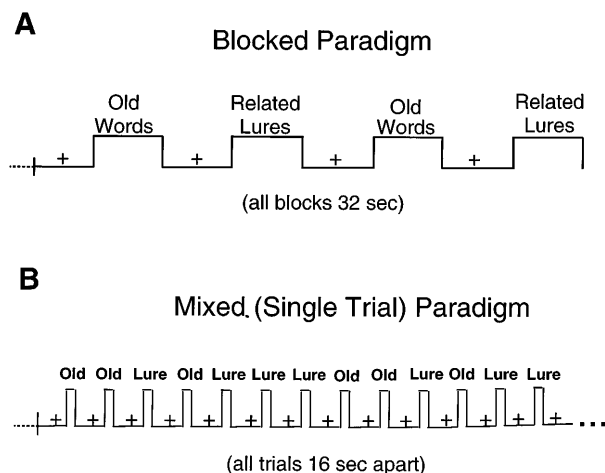 A
Blocked Paradigm
Old Words
Related Lures
Old Words
Related Lures
+ + + +
(all blocks 32 sec)
B
Mixed. (Single Trial) Paradigm
Old Old Lure Old Lure Lure Lure Old Old Lure Old Lure Lure
+ + + + + + + + + + + + + + ...
(all trials 16 sec apart)